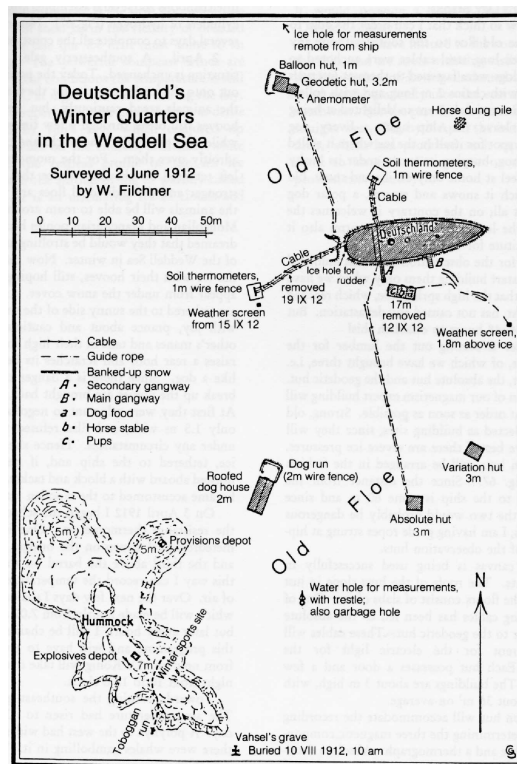 Deutschland's
Winter Quarters
in the Weddell Sea
Surveyed 2 June 1912
by W. Filchner
0 10 20 30 40 50m
Ice hole for measurements
remote from ship
Balloon hut, 1m
Geodetic hut, 3.2m
Anemometer
Horse dung pile
Old Floe
Soil thermometers,
1m wire fence
Cable
Deutschland
Cable
Ice hole for
rudder
A
B
Soil thermometers,
1m wire fence
removed
19 IX 12
Weather screen
from 15 IX 12
17m
removed
12 IX 12
Weather screen,
1.8m above ice
Cable
Guide rope
Banked-up snow
A • Secondary gangway
B • Main gangway
a • Dog food
b • Horse stable
c • Pups
Roofed
dog house
2m
Dog run
(2m wire fence)
Variation hut
3m
Absolute hut
3m
Old Floe
Water hole for measurements,
with trestle;
also garbage hole
N
5m
5m
Provisions depot
Hummock
Explosives depot
7m
Winter sports site
Toboggan
run
Vahsel's grave
Buried 10 VIII 1912, 10 am